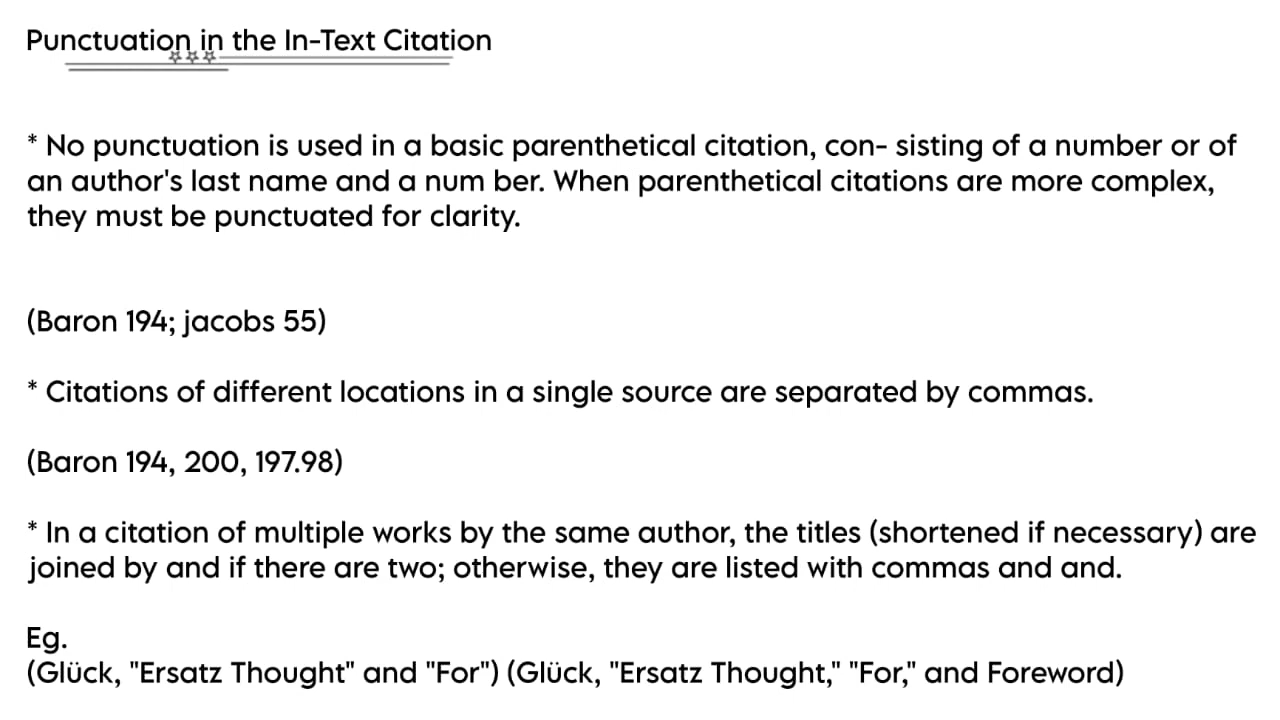 Punctuation in the In-Text Citation
* No punctuation is used in a basic parenthetical citation, con- sisting of a number or of
an author's last name and a num ber. When parenthetical citations are more complex,
they must be punctuated for clarity.
(Baron 194; jacobs 55)
* Citations of different locations in a single source are separated by commas.
(Baron 194, 200, 197.98)
* In a citation of multiple works by the same author, the titles (shortened if necessary) are
joined by and if there are two; otherwise, they are listed with commas and and.
Eg.
(Glück, "Ersatz Thought" and "For") (Glück, "Ersatz Thought," "For," and Foreword)